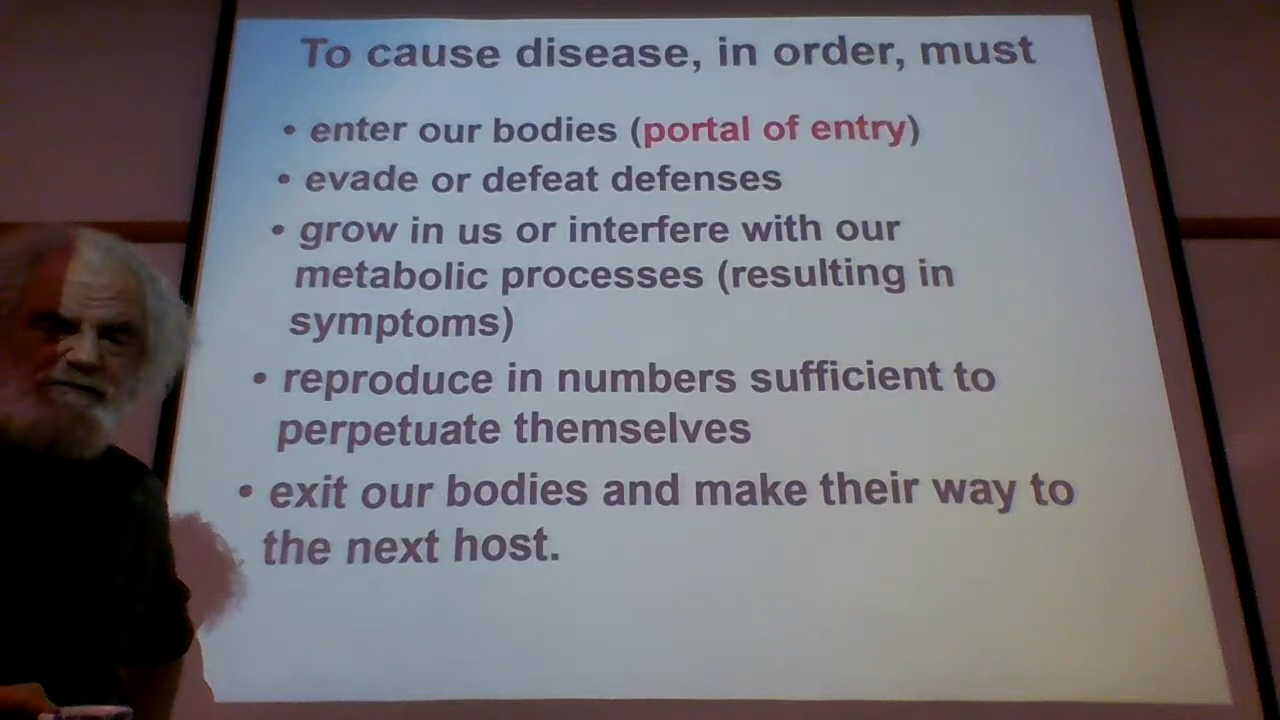 To cause disease, in order, must
• enter our bodies (portal of entry)
• evade or defeat defenses
• grow in us or interfere with our
metabolic processes (resulting in
symptoms)
• reproduce in numbers sufficient to
perpetuate themselves
• exit our bodies and make their way to
the next host.